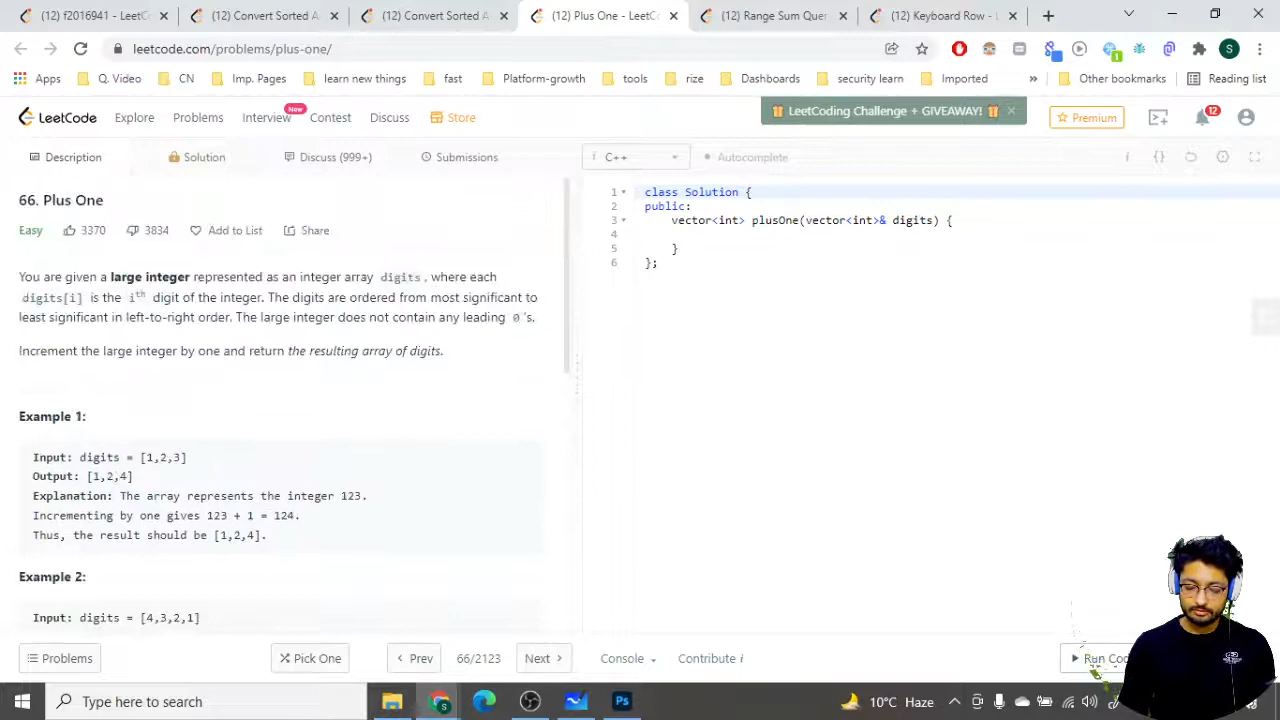 (12) f2016941 - LeetC
(12) Convert Sorted A
(12) Convert Sorted A
(12) Plus One - LeetCo
(12) Range Sum Quer
(12) Keyboard Row - L
leetcode.com/problems/plus-one/
Apps
Q. Video
CN
Imp. Pages
learn new things
fast
Platform-growth
tools
rize
Dashboards
security learn
Imported
»
Other bookmarks
Reading list
LeetCode
Explore
Problems
Interview
New
Contest
Discuss
Store
LeetCoding Challenge + GIVEAWAY!
Premium
12
S
Description
Solution
Discuss (999+)
Submissions
i C++
Autocomplete
66. Plus One
Easy
3370
3834
Add to List
Share
You are given a large integer represented as an integer array digits, where each
digits[i] is the ith digit of the integer. The digits are ordered from most significant to
least significant in left-to-right order. The large integer does not contain any leading 0's.
Increment the large integer by one and return the resulting array of digits.
Example 1:
Input: digits = [1,2,3]
Output: [1,2,4]
Explanation: The array represents the integer 123.
Incrementing by one gives 123 + 1 = 124.
Thus, the result should be [1,2,4].
Example 2:
Input: digits = [4,3,2,1]
1 class Solution {
2 public:
3 vector<int> plusOne(vector<int>& digits) {
4
5 }
6 };
Problems
Pick One
Prev
66/2123
Next
Console
Contribute i
Run Co
Type here to search
Ps
10°C Haze